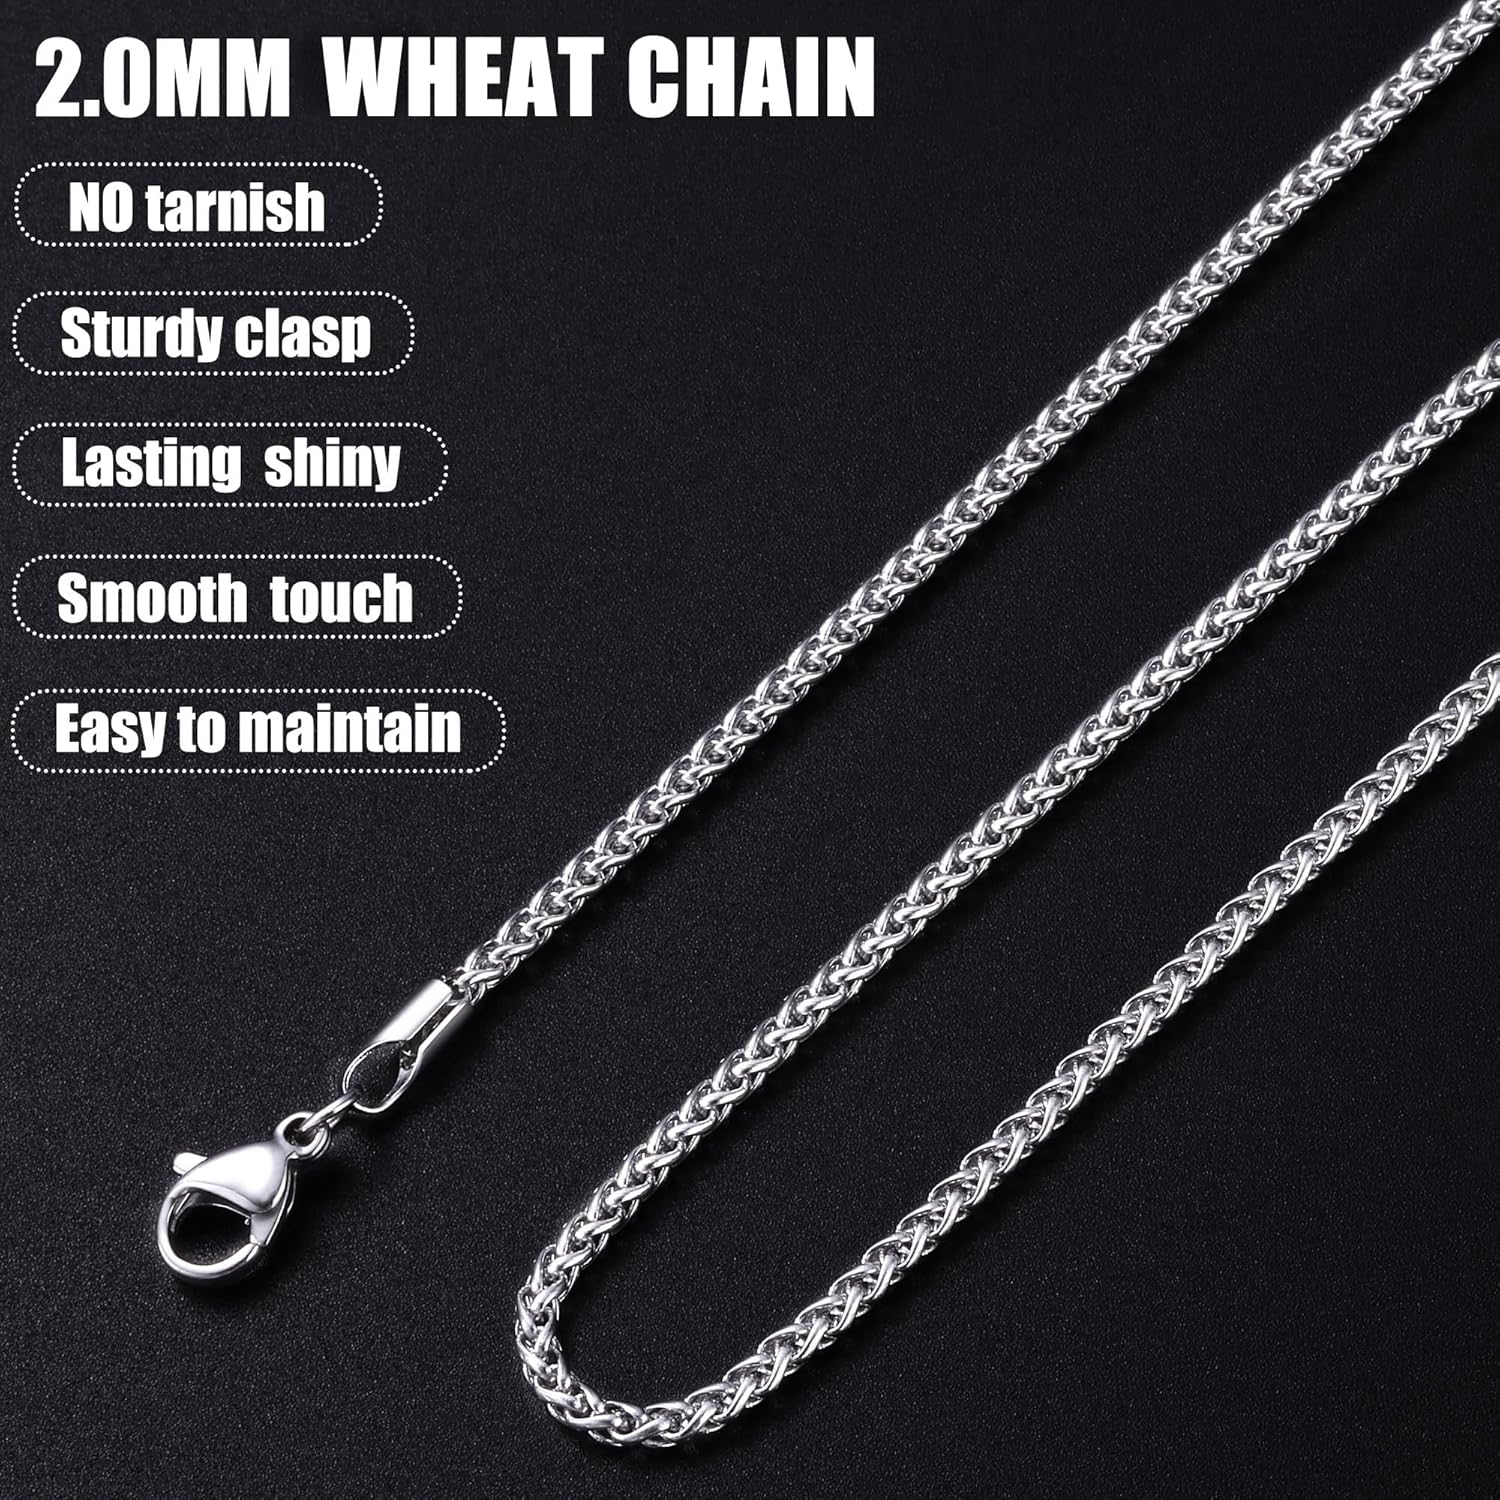 2.0MM WHEAT CHAIN
NO tarnish
Sturdy clasp
Lasting shiny
Smooth touch
Easy to maintain